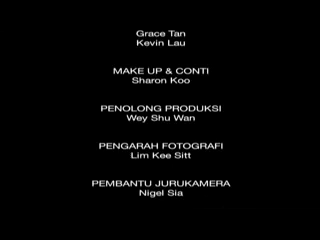 Grace Tan
Kevin Lau
MAKE UP & CONTI
Sharon Koo
PENOLONG PRODUKSI
Wey Shu Wan
PENGARAH FOTOGRAFI
Lim Kee Sitt
PEMBANTU JURUKAMERA
Nigel Sia